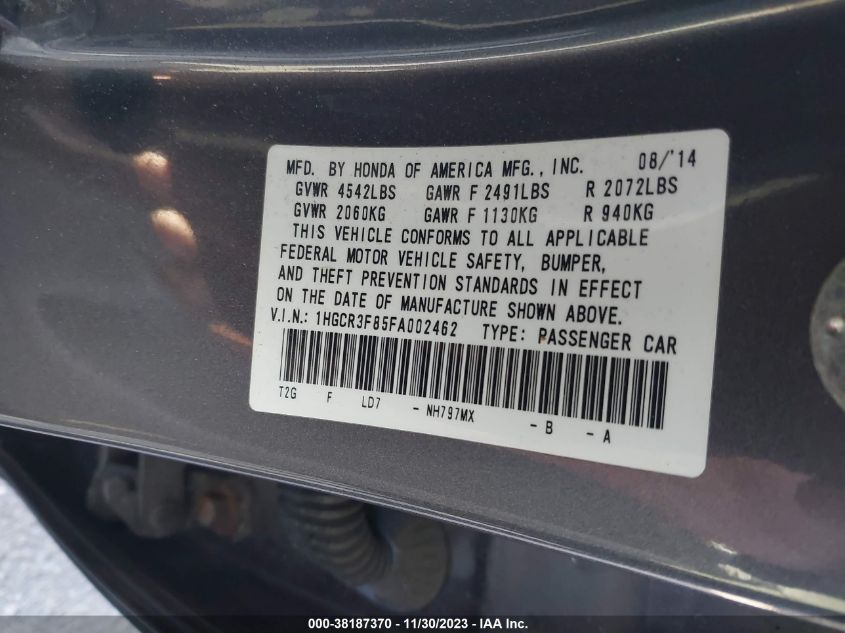 MFD. BY HONDA OF AMERICA MFG., INC. 08/'14
GVWR 4542LBS GAWR F 2491LBS R 2072LBS
GVWR 2060KG GAWR F 1130KG R 940KG
THIS VEHICLE CONFORMS TO ALL APPLICABLE
FEDERAL MOTOR VEHICLE SAFETY, BUMPER,
AND THEFT PREVENTION STANDARDS IN EFFECT
ON THE DATE OF MANUFACTURE SHOWN ABOVE.
V.I.N.: 1HGCR3F85FA002462 TYPE: PASSENGER CAR
T2G F LD7 - NH797MX - B - A
000-38187370 - 11/30/2023 - IAA Inc.